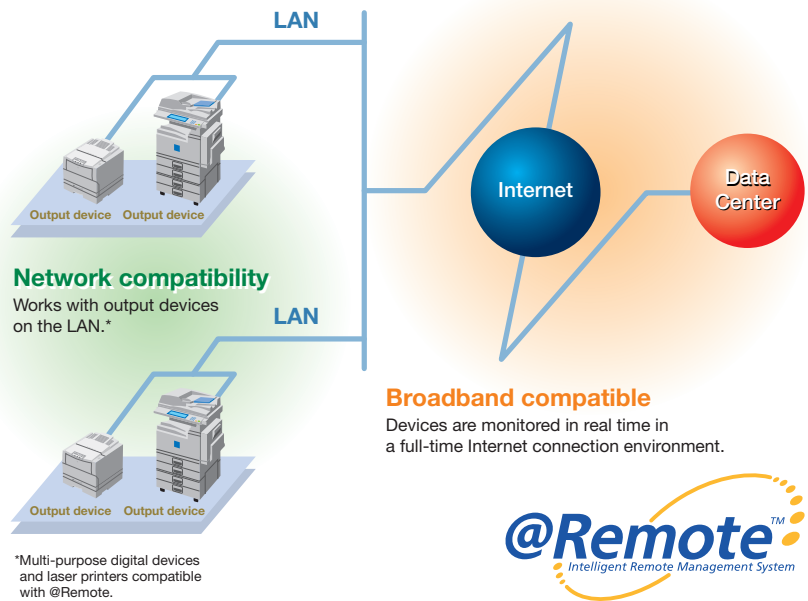 LAN
Output device Output device
Internet
Data
Center
Network compatibility
Works with output devices
on the LAN.*
LAN
Broadband compatible
Devices are monitored in real time in
a full-time Internet connection environment.
Output device Output device
*Multi-purpose digital devices
and laser printers compatible
with @Remote.
@Remote™
Intelligent Remote Management System